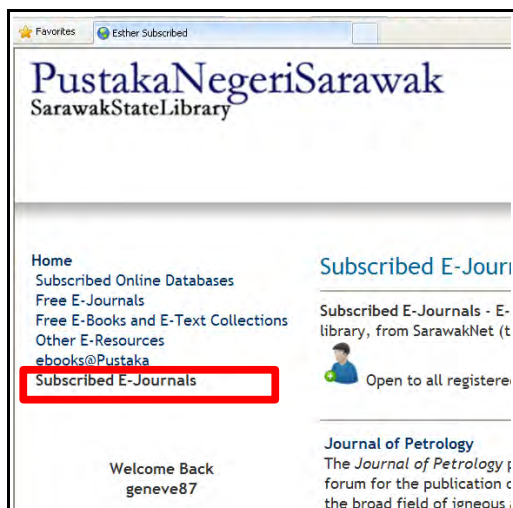 Favorites
Esther Subscribed
PustakaNegeriSarawak
SarawakStateLibrary
Home
Subscribed Online Databases
Free E-Journals
Free E-Books and E-Text Collections
Other E-Resources
ebooks@Pustaka
Subscribed E-Journals
Welcome Back
geneve87
Subscribed E-Jour
Subscribed E-Journals - E-
library, from SarawakNet (t
Open to all registere
Journal of Petrology
The Journal of Petrology p
forum for the publication
the broad field of igneous